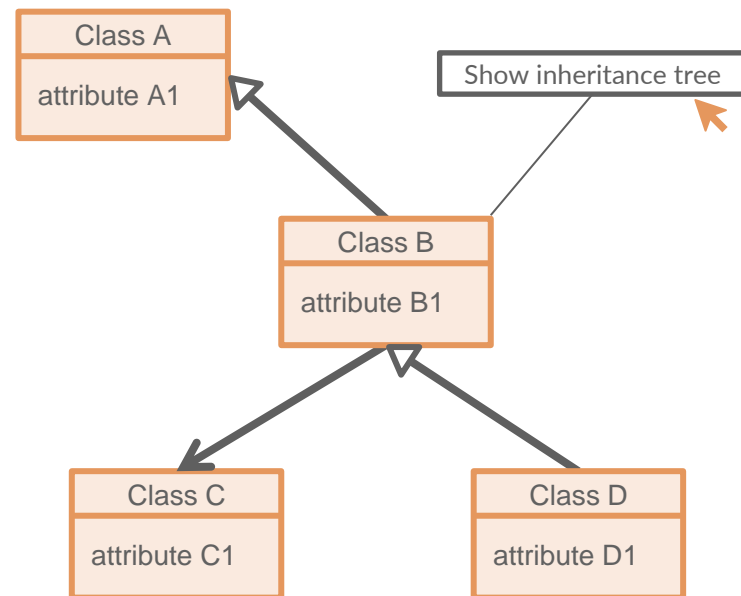 Class A
attribute A1
Show inheritance tree
Class B
attribute B1
Class C
attribute C1
Class D
attribute D1